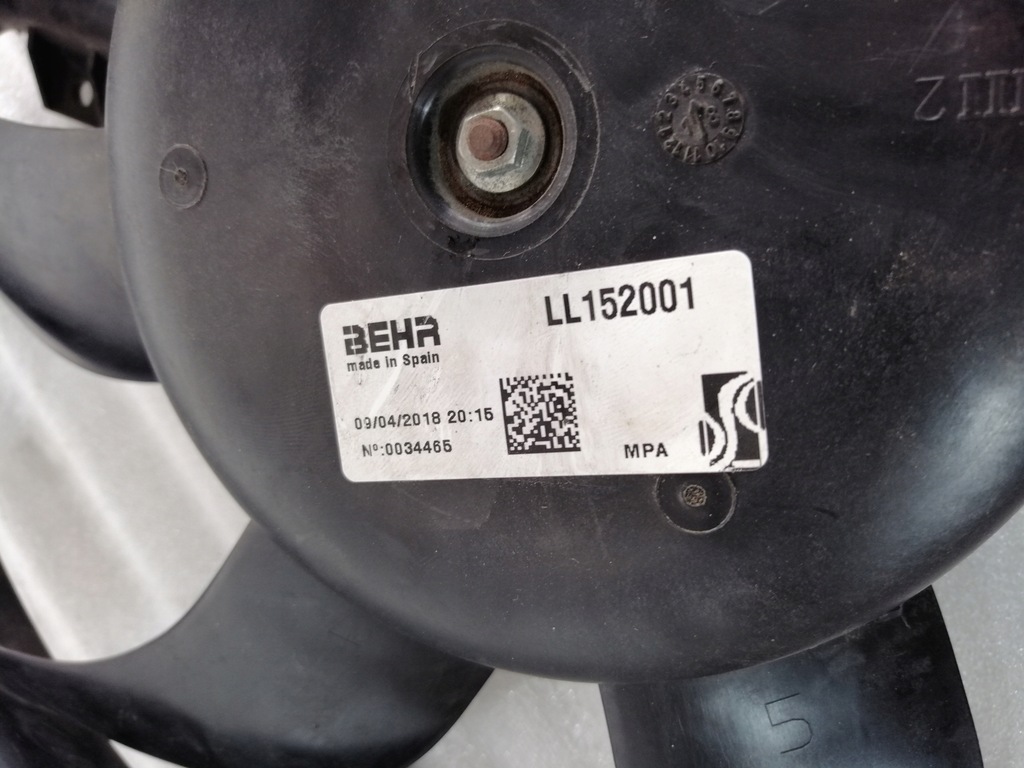 LL152001
BEHR
made in Spain
09/04/2018 20:15
Nº:0034465
MPA
5